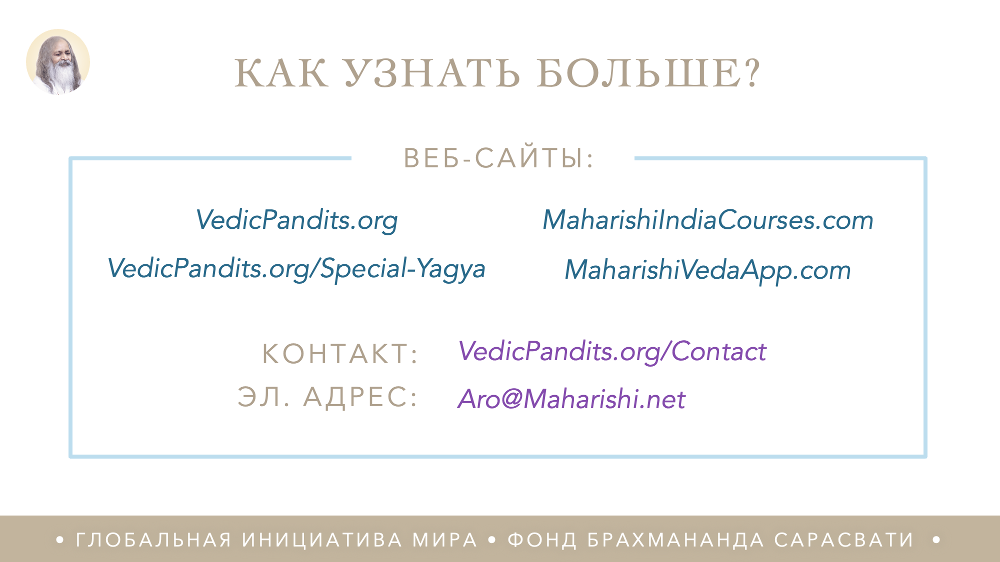 КАК УЗНАТЬ БОЛЬШЕ?
ВЕБ-САЙТЫ:
VedicPandits.org
MaharishiIndiaCourses.com
VedicPandits.org/Special-Yagya
MaharishiVedaApp.com
КОНТАКТ: VedicPandits.org/Contact
ЭЛ. АДРЕС: Aro@Maharishi.net
• ГЛОБАЛЬНАЯ ИНИЦИАТИВА МИРА • ФОНД БРАХМАНАНДА САРАСВАТИ •